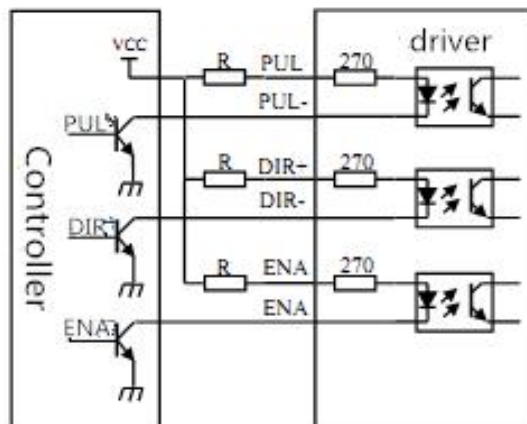 driver
VCC
R
PUL
270
PUL-
PUL
R
DIR+
270
DIR-
DIR
R
ENA
270
ENA
ENA
Controller